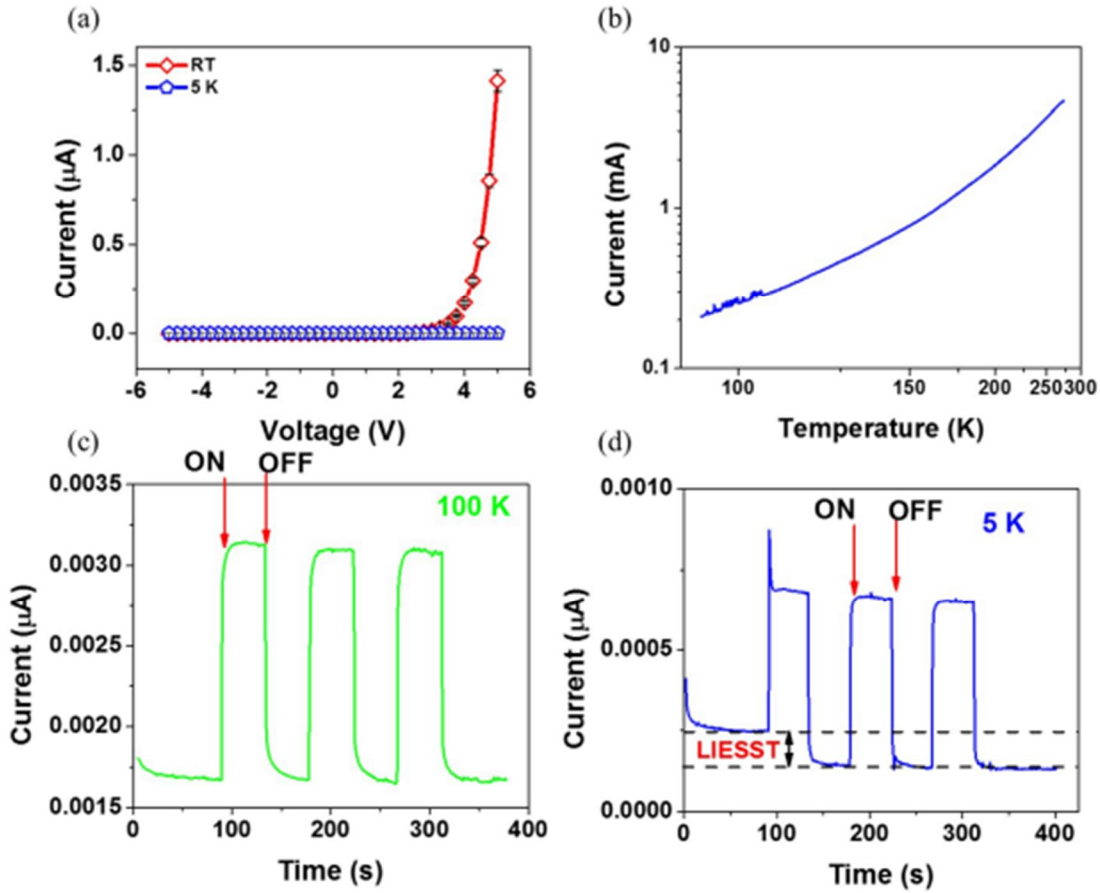 (a)
RT
5 K
1.5
1.0
0.5
0.0
-6 -4 -2 0 2 4 6
Current (μA)
Voltage (V)
(b)
10
1
0.1
100 150 200 250 300
Current (mA)
Temperature (K)
(c)
ON OFF
100 K
0.0035
0.0030
0.0025
0.0020
0.0015
0 100 200 300 400
Current (μA)
Time (s)
(d)
ON OFF
5 K
0.0010
0.0005
0.0000
LIESST
0 100 200 300 400
Current (μA)
Time (s)